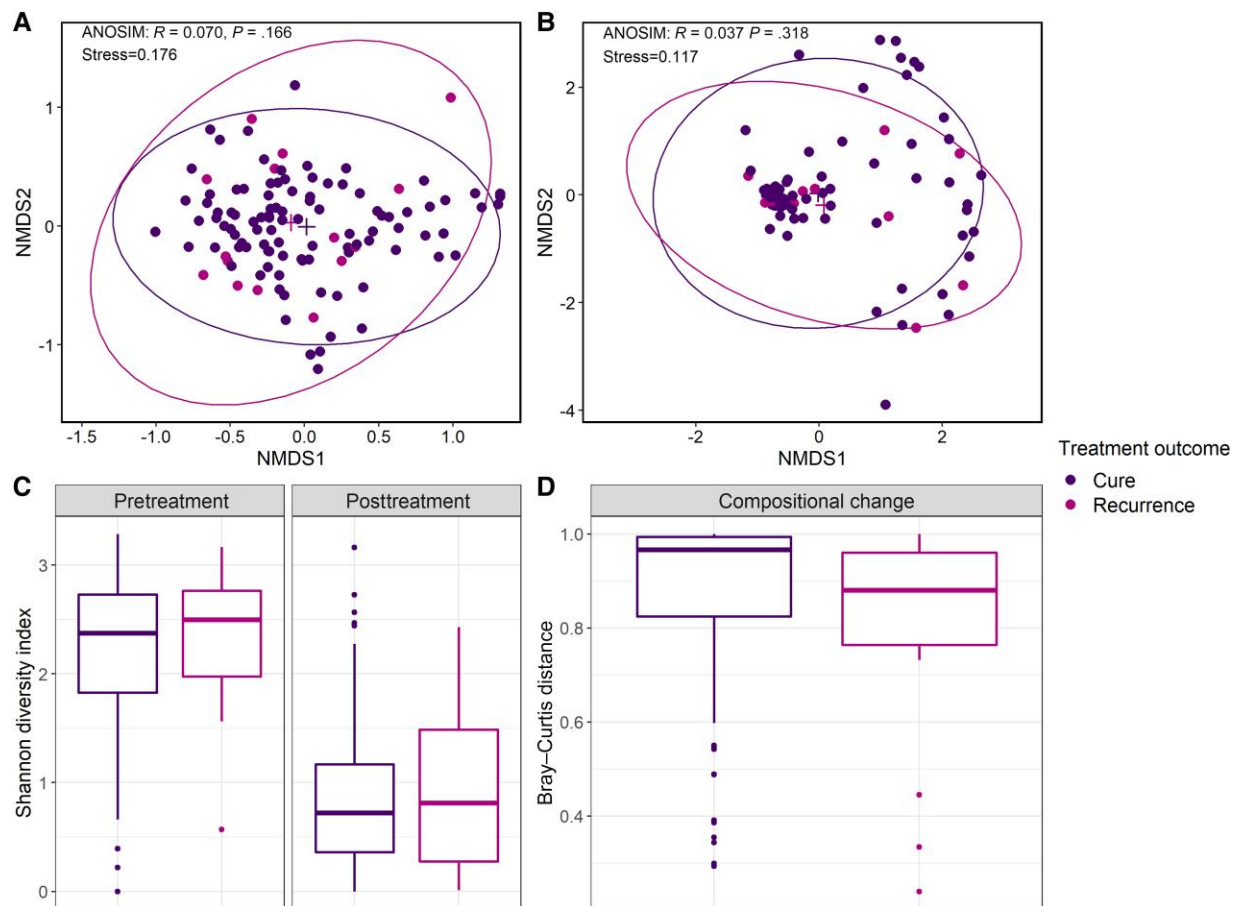 A
ANOSIM: R = 0.070, P = .166
Stress=0.176
NMDS2
1
0
-1
-1.5
-1.0
-0.5
0.0
0.5
1.0
NMDS1
B
ANOSIM: R = 0.037 P = .318
Stress=0.117
NMDS2
2
0
-2
-4
-2
0
2
NMDS1
Treatment outcome
Cure
Recurrence
C
Pretreatment
Posttreatment
Shannon diversity index
3
2
1
0
D
Compositional change
Bray–Curtis distance
1.0
0.8
0.6
0.4